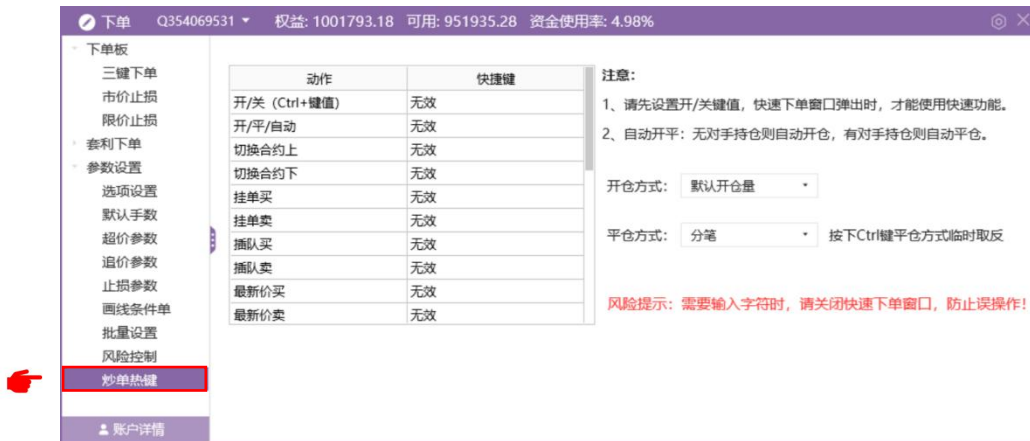 下单 Q354069531 权益: 1001793.18 可用: 951935.28 资金使用率: 4.98%
下单板
三键下单
市价止损
限价止损
套利下单
参数设置
选项设置
默认手数
超价参数
追价参数
止损参数
画线条件单
批量设置
风险控制
炒单热键
账户详情
动作 快捷键
开/关（Ctrl+键值） 无效
开/平/自动 无效
切换合约上 无效
切换合约下 无效
挂单买 无效
挂单卖 无效
插队买 无效
插队卖 无效
最新价买 无效
最新价卖 无效
注意：
1、请先设置开/关键值，快速下单窗口弹出时，才能使用快速功能。
2、自动开平：无对手持仓则自动开仓，有对手持仓则自动平仓。
开仓方式： 默认开仓量
平仓方式： 分笔 按下Ctrl键平仓方式临时取反
风险提示：需要输入字符时，请关闭快速下单窗口，防止误操作！